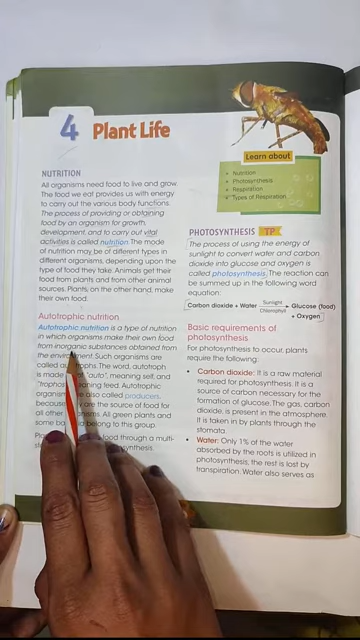 4 Plant Life
NUTRITION
All organisms need food to live and grow.
The food we eat provides us with energy
to carry out the various body functions.
The process of providing or obtaining
food by an organism for growth,
development, and to carry out vital
activities is called nutrition. The mode
of nutrition may be of different types in
different organisms, depending upon the
type of food they take. Animals get their
food from plants and from other animal
sources. Plants, on the other hand, make
their own food.
Autotrophic nutrition
Autotrophic nutrition is a type of nutrition
in which organisms make their own food
from inorganic substances obtained from
the environment. Such organisms are
called The word, autotroph
is made "auto", meaning self, and
"trophos" feeding. Autotrophic
also called producers,
because are the source of food for
all other All green plants and
some belong to this group.
food through a multi-
Learn about
• Nutrition
• Photosynthesis
• Respiration
• Types of Respiration
PHOTOSYNTHESIS TP
The process of using the energy of
sunlight to convert water and carbon
dioxide into glucose and oxygen is
called photosynthesis. The reaction can
be summed up in the following word
equation:
Carbon dioxide + Water Sunlight Chlorophyll Glucose (food)
+ Oxygen
Basic requirements of
photosynthesis
For photosynthesis to occur, plants
require the following:
• Carbon dioxide: It is a raw material
required for photosynthesis. It is a
source of carbon necessary for the
formation of glucose. The gas, carbon
dioxide, is present in the atmosphere.
It is taken in by plants through the
stomata.
• Water: Only 1% of the water
absorbed by the roots is utilized in
photosynthesis, the rest is lost by
transpiration. Water also serves as